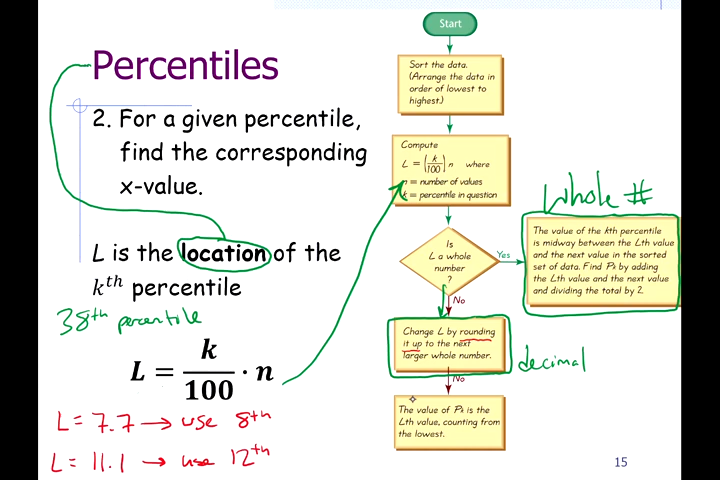 Percentiles
2. For a given percentile,
find the corresponding
x-value.
L is the location of the
kth percentile
38th percentile
L = k/100 · n
L = 7.7 → use 8th
L = 11.1 → use 12th
Start
Sort the data.
(Arrange the data in
order of lowest to
highest.)
Compute
L = (k/100) n where
n = number of values
k = percentile in question
Is
L a whole
number
?
Yes
No
Whole #
The value of the kth percentile
is midway between the Lth value
and the next value in the sorted
set of data. Find Pk by adding
the Lth value and the next value
and dividing the total by 2.
Change L by rounding
it up to the next
larger whole number.
decimal
No
The value of Pk is the
Lth value, counting from
the lowest.
15